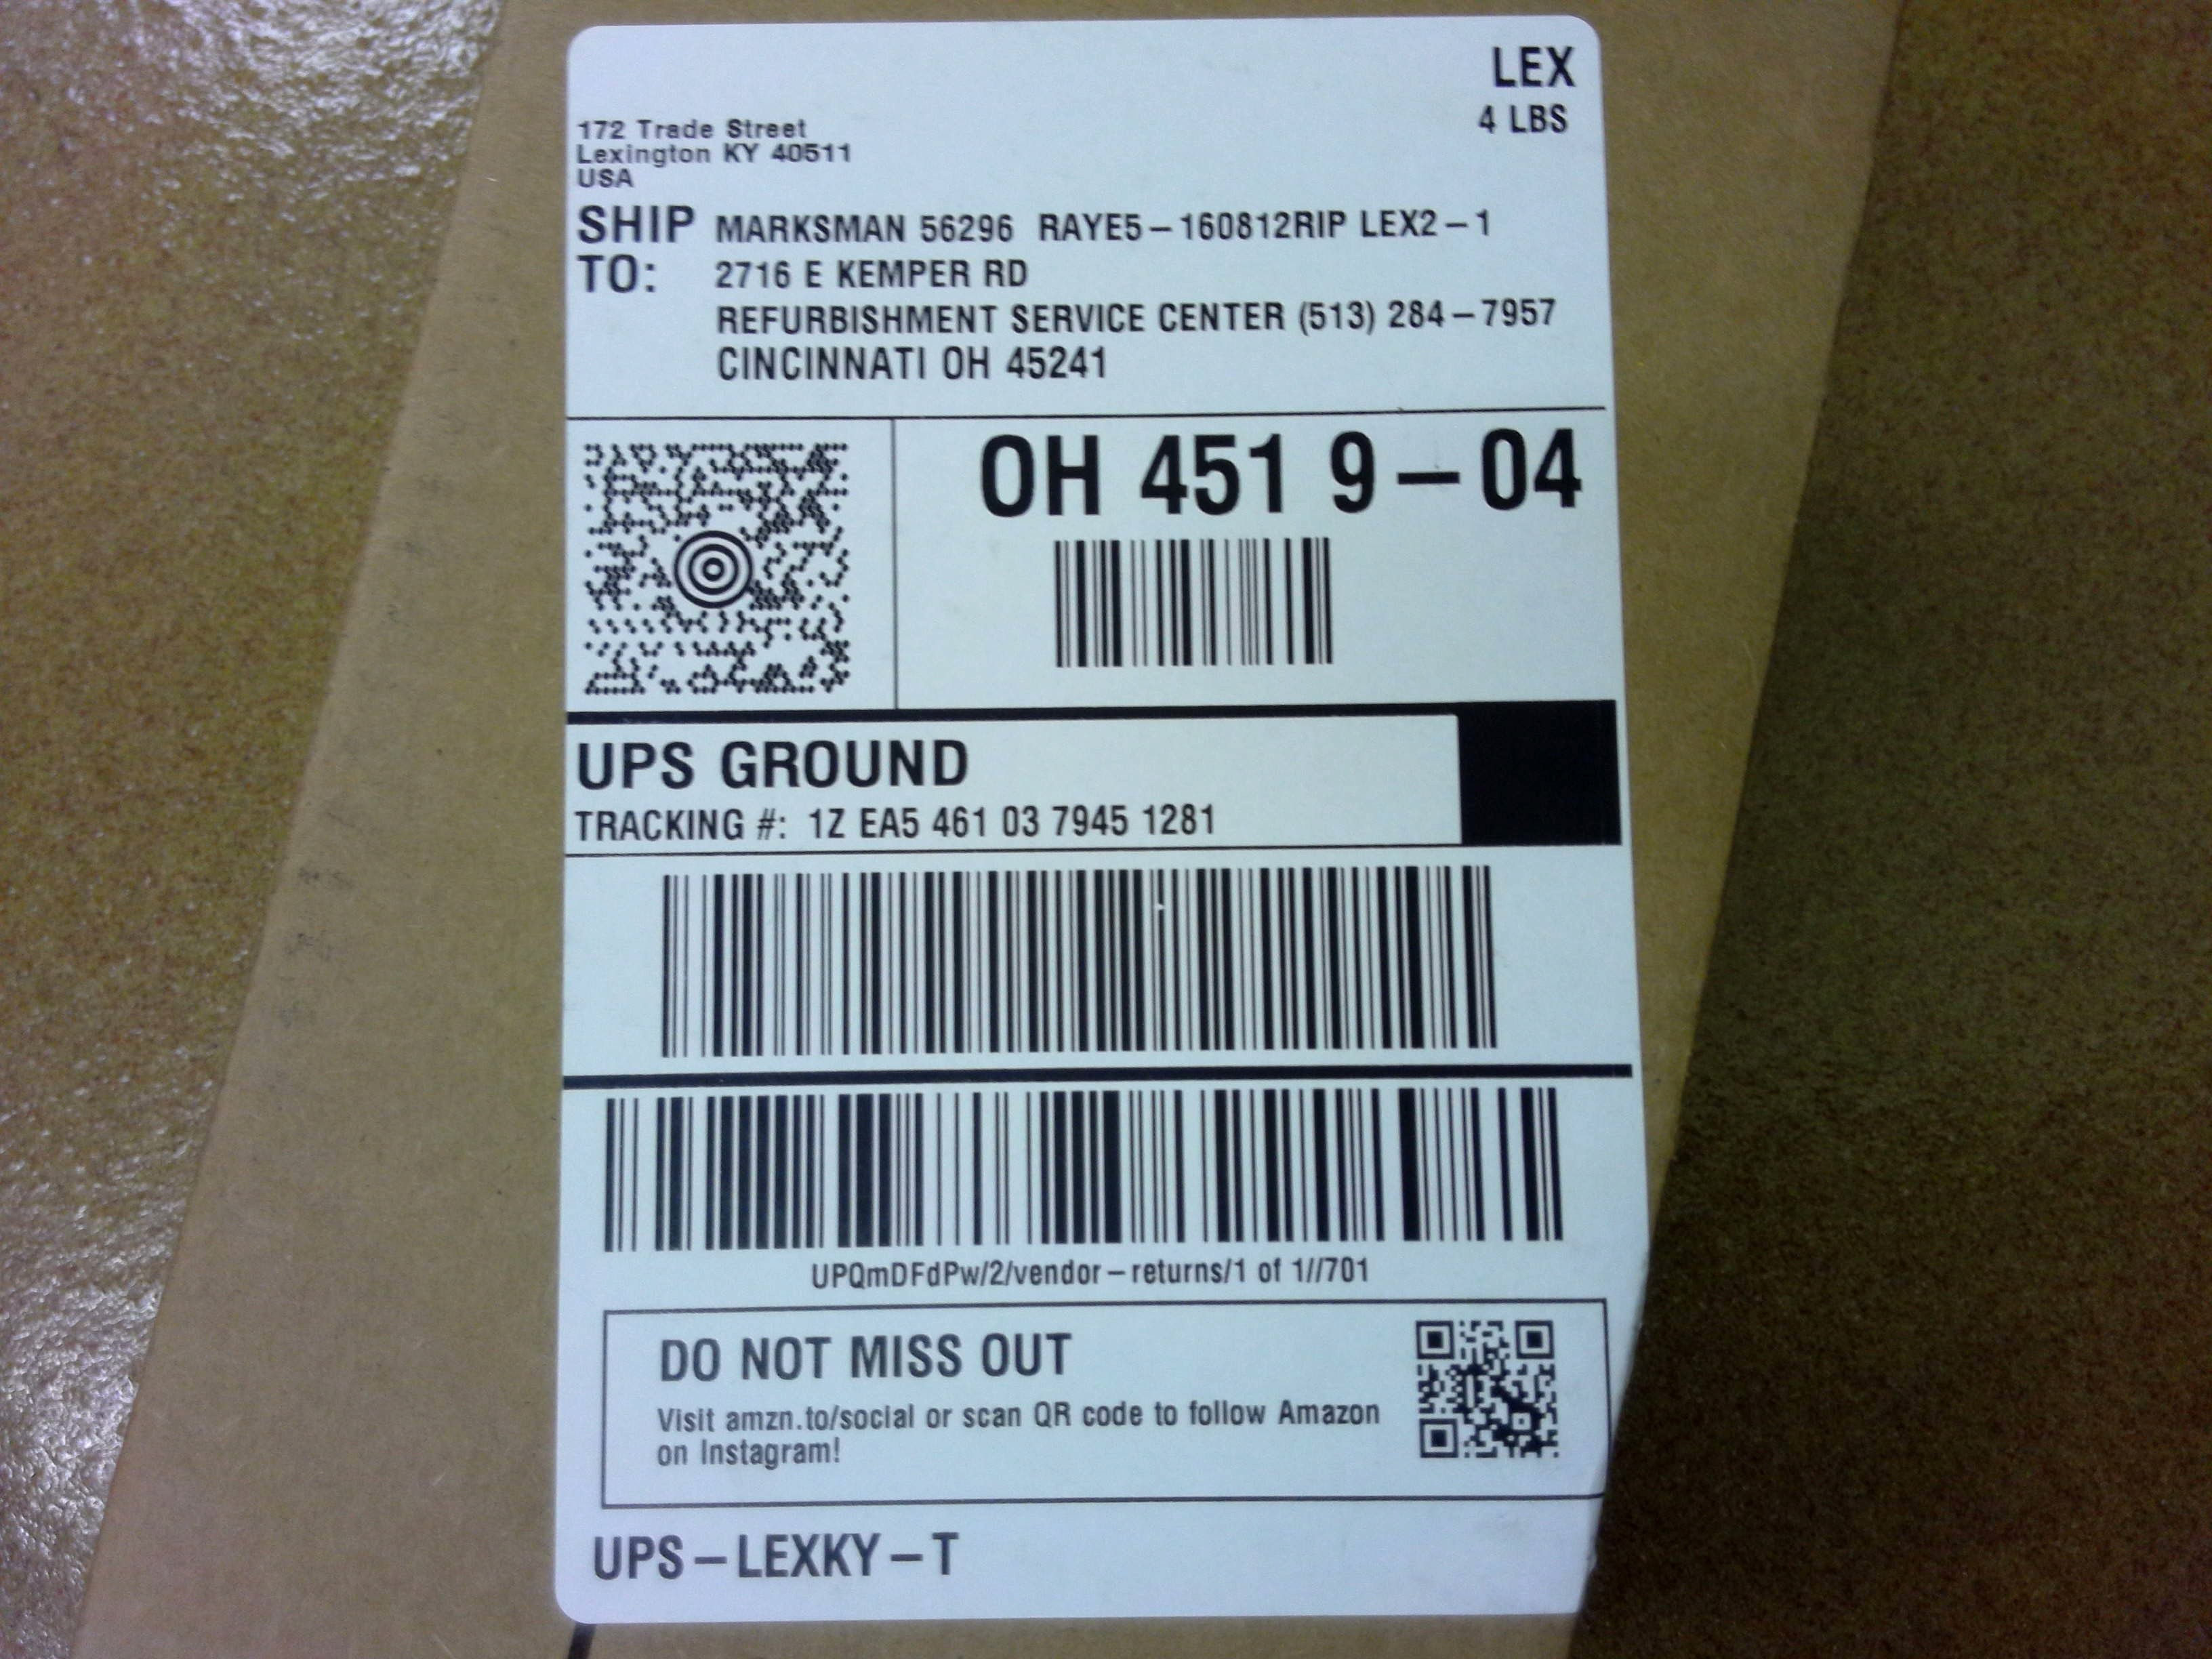 LEX
4 LBS
172 Trade Street
Lexington KY 40511
USA
SHIP TO: MARKSMAN 56296 RAYE5-160812RIP LEX2-1
2716 E KEMPER RD
REFURBISHMENT SERVICE CENTER (513) 284-7957
CINCINNATI OH 45241
OH 451 9-04
UPS GROUND
TRACKING #: 1Z EA5 461 03 7945 1281
UPQmDFdPw/2/vendor-returns/1 of 1//701
DO NOT MISS OUT
Visit amzn.to/social or scan QR code to follow Amazon
on Instagram!
UPS-LEXKY-T